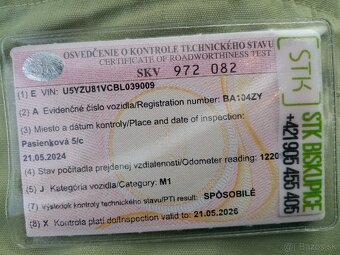 OSVEDČENIE O KONTROLE TECHNICKÉHO STAVU
CERTIFICATE OF ROADWORTHINESS TEST
SKV 972 082
(1) E VIN: U5YZU81VCBL039009
(2) A Evidenčné číslo vozidla/Registration number: BA104ZY
(3) Miesto a dátum kontroly/Place and date of inspection:
Pasienková 5/c
21.05.2024
(4) Stav počítadla prejdenej vzdialenosti/Odometer reading: 1220
(5) J Kategória vozidla/Category: M1
(7) Výsledok kontroly technického stavu/PTI result: SPÔSOBILÉ
(8) X Kontrola platí do/Inspection valid to: 21.05.2026
STK
STK BISKUPICE
+421905 455 405
bazos.sk